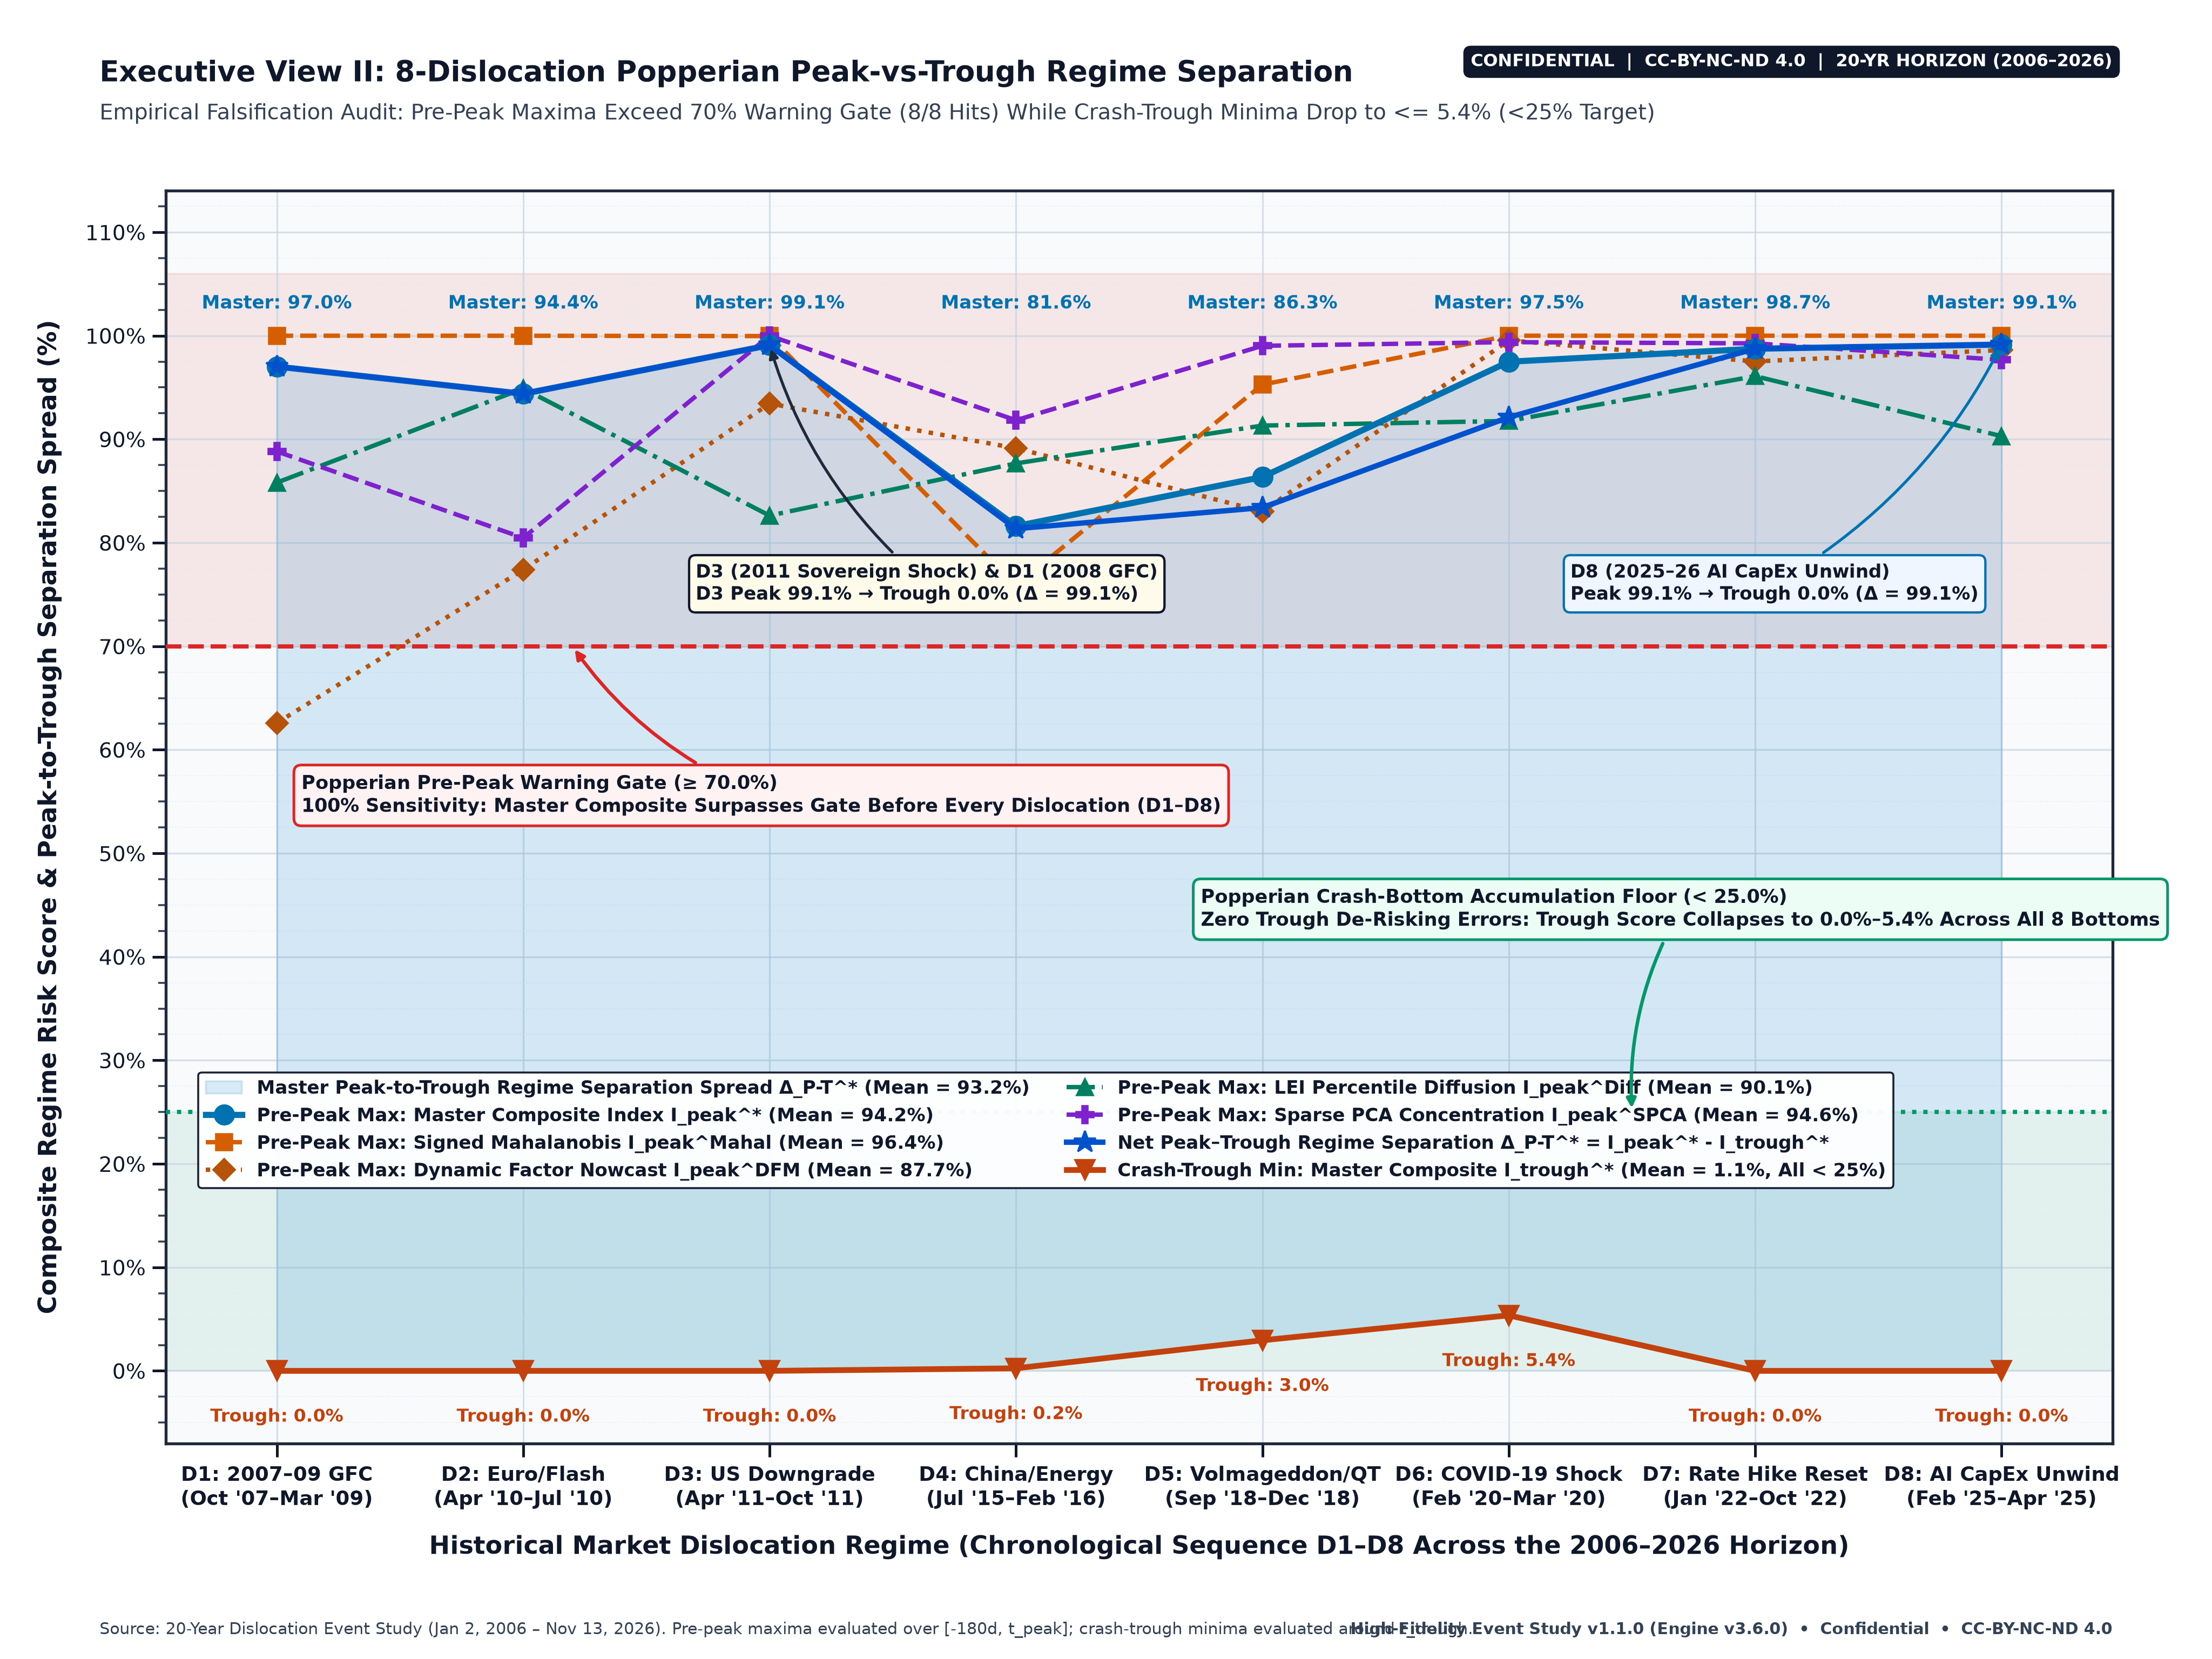 Executive View II: 8-Dislocation Popperian Peak-vs-Trough Regime Separation
CONFIDENTIAL | CC-BY-NC-ND 4.0 | 20-YR HORIZON (2006–2026)
Empirical Falsification Audit: Pre-Peak Maxima Exceed 70% Warning Gate (8/8 Hits) While Crash-Trough Minima Drop to <= 5.4% (<25% Target)
Composite Regime Risk Score & Peak-to-Trough Separation Spread (%)
110%
100%
90%
80%
70%
60%
50%
40%
30%
20%
10%
0%
Master: 97.0%
Master: 94.4%
Master: 99.1%
Master: 81.6%
Master: 86.3%
Master: 97.5%
Master: 98.7%
Master: 99.1%
D3 (2011 Sovereign Shock) & D1 (2008 GFC)
D3 Peak 99.1% → Trough 0.0% (Δ = 99.1%)
D8 (2025–26 AI CapEx Unwind)
Peak 99.1% → Trough 0.0% (Δ = 99.1%)
Popperian Pre-Peak Warning Gate (≥ 70.0%)
100% Sensitivity: Master Composite Surpasses Gate Before Every Dislocation (D1–D8)
Popperian Crash-Bottom Accumulation Floor (< 25.0%)
Zero Trough De-Risking Errors: Trough Score Collapses to 0.0%–5.4% Across All 8 Bottoms
Master Peak-to-Trough Regime Separation Spread Δ_P-T^* (Mean = 93.2%)
Pre-Peak Max: Master Composite Index I_peak^* (Mean = 94.2%)
Pre-Peak Max: Signed Mahalanobis I_peak^Mahal (Mean = 96.4%)
Pre-Peak Max: Dynamic Factor Nowcast I_peak^DFM (Mean = 87.7%)
Pre-Peak Max: LEI Percentile Diffusion I_peak^Diff (Mean = 90.1%)
Pre-Peak Max: Sparse PCA Concentration I_peak^SPCA (Mean = 94.6%)
Net Peak–Trough Regime Separation Δ_P-T^* = I_peak^* - I_trough^*
Crash-Trough Min: Master Composite I_trough^* (Mean = 1.1%, All < 25%)
Trough: 0.0%
Trough: 0.0%
Trough: 0.0%
Trough: 0.2%
Trough: 3.0%
Trough: 5.4%
Trough: 0.0%
Trough: 0.0%
D1: 2007–09 GFC
(Oct '07–Mar '09)
D2: Euro/Flash
(Apr '10–Jul '10)
D3: US Downgrade
(Apr '11–Oct '11)
D4: China/Energy
(Jul '15–Feb '16)
D5: Volmageddon/QT
(Sep '18–Dec '18)
D6: COVID-19 Shock
(Feb '20–Mar '20)
D7: Rate Hike Reset
(Jan '22–Oct '22)
D8: AI CapEx Unwind
(Feb '25–Apr '25)
Historical Market Dislocation Regime (Chronological Sequence D1–D8 Across the 2006–2026 Horizon)
Source: 20-Year Dislocation Event Study (Jan 2, 2006 – Nov 13, 2026). Pre-peak maxima evaluated over [-180d, t_peak]; crash-trough minima evaluated around t_trough.
High-Fidelity Event Study v1.1.0 (Engine v3.6.0) • Confidential • CC-BY-NC-ND 4.0